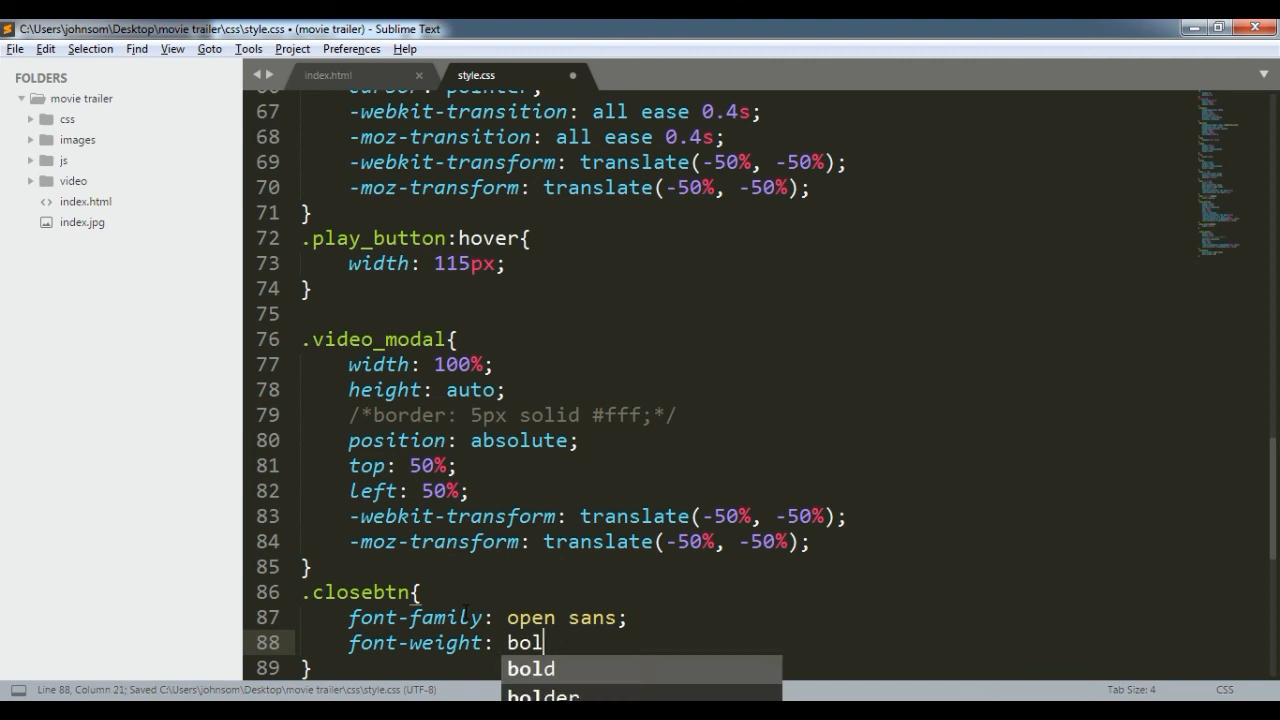 C:\Users\johnsom\Desktop\movie trailer\css\style.css • (movie trailer) - Sublime Text
File Edit Selection Find View Goto Tools Project Preferences Help
FOLDERS
movie trailer
css
images
js
video
index.html
index.jpg
index.html
style.css
66 cursor: pointer;
67 -webkit-transition: all ease 0.4s;
68 -moz-transition: all ease 0.4s;
69 -webkit-transform: translate(-50%, -50%);
70 -moz-transform: translate(-50%, -50%);
71 }
72 .play_button:hover{
73 width: 115px;
74 }
75
76 .video_modal{
77 width: 100%;
78 height: auto;
79 /*border: 5px solid #fff;*/
80 position: absolute;
81 top: 50%;
82 left: 50%;
83 -webkit-transform: translate(-50%, -50%);
84 -moz-transform: translate(-50%, -50%);
85 }
86 .closebtn{
87 font-family: open sans;
88 font-weight: bol
89 }
bold
bolder
Line 88, Column 21; Saved C:\Users\johnsom\Desktop\movie trailer\css\style.css (UTF-8)
Tab Size: 4
CSS